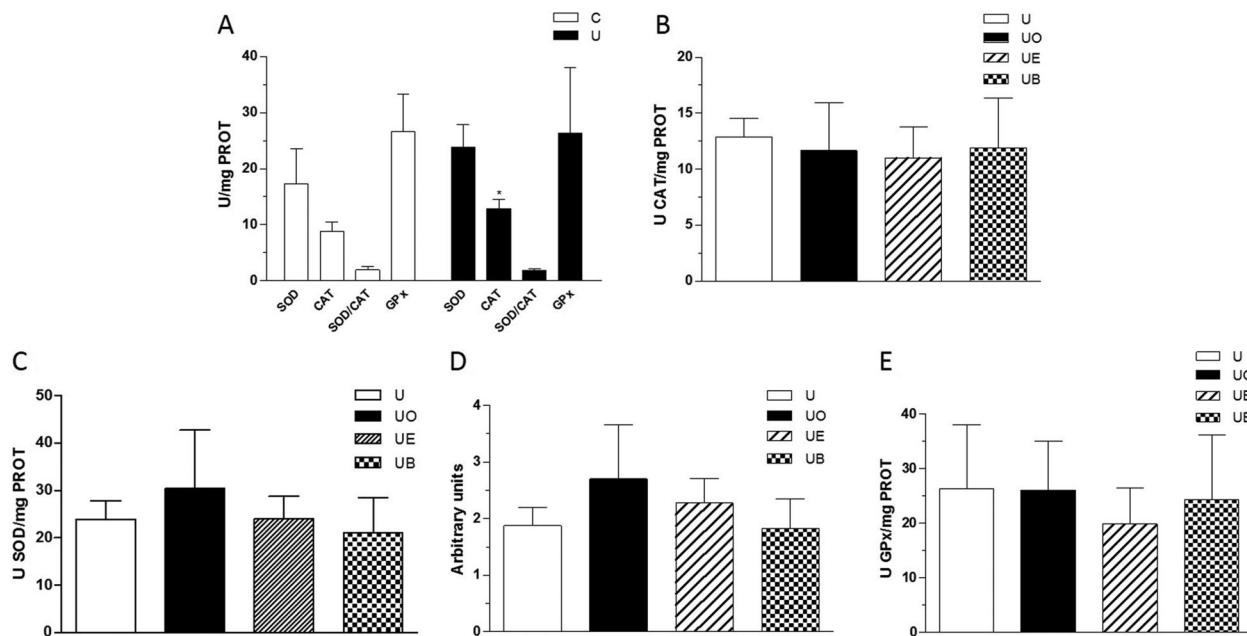 A
C
U
U/mg PROT
40
30
20
10
0
SOD
CAT
SOD/CAT
GPx
*
SOD
CAT
SOD/CAT
GPx
B
U
UO
UE
UB
U CAT/mg PROT
20
15
10
5
0
C
U
UO
UE
UB
U SOD/mg PROT
50
40
30
20
10
0
D
U
UO
UE
UB
Arbitrary units
4
3
2
1
0
E
U
UO
UE
UB
U GPx/mg PROT
40
30
20
10
0